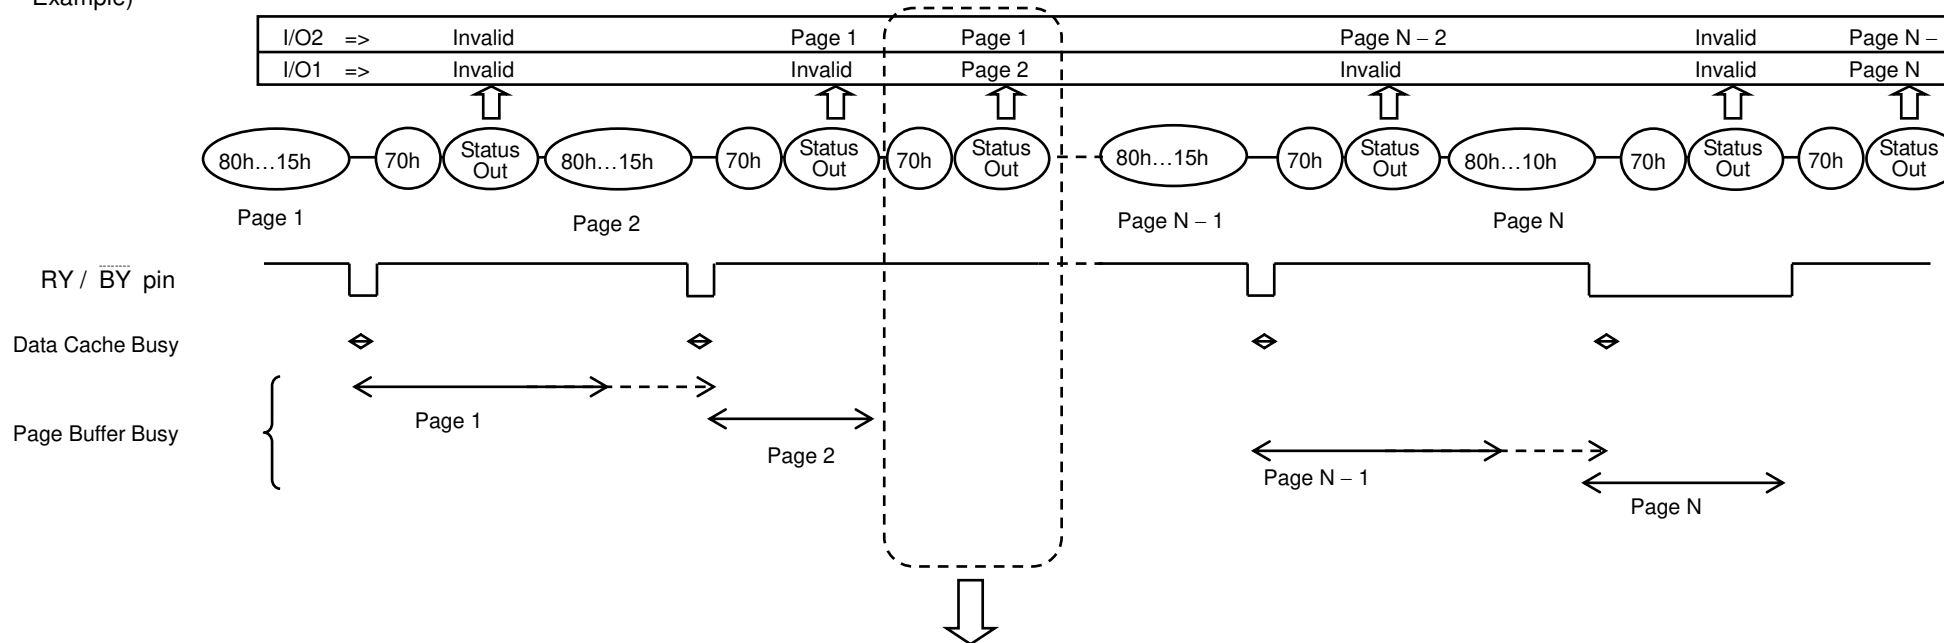 Example)
I/O2 => Invalid Page 1 Page 1 Page N – 2 Invalid Page N –
I/O1 => Invalid Invalid Page 2 Invalid Invalid Page N
80h…15h 70h Status Out 80h…15h 70h Status Out 70h Status Out 80h…15h 70h Status Out 80h…10h 70h Status Out 70h Status Out
Page 1 Page 2 Page N – 1 Page N
RY / BY pin
Data Cache Busy
Page Buffer Busy
Page 1
Page 2
Page N – 1
Page N